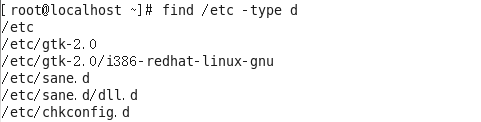 [root@localhost ~]# find /etc -type d
/etc
/etc/gtk-2.0
/etc/gtk-2.0/i386-redhat-linux-gnu
/etc/sane.d
/etc/sane.d/dll.d
/etc/chkconfig.d